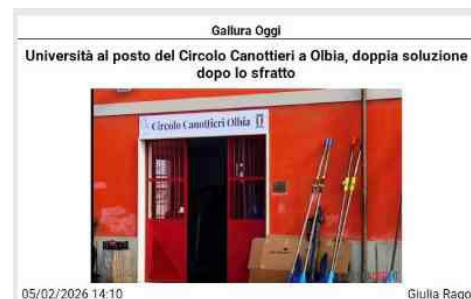 Gallura Oggi
Università al posto del Circolo Canottieri a Olbia, doppia soluzione
dopo lo sfratto
Circolo Canottieri Olbia
05/02/2026 14:10
Giulia Rago